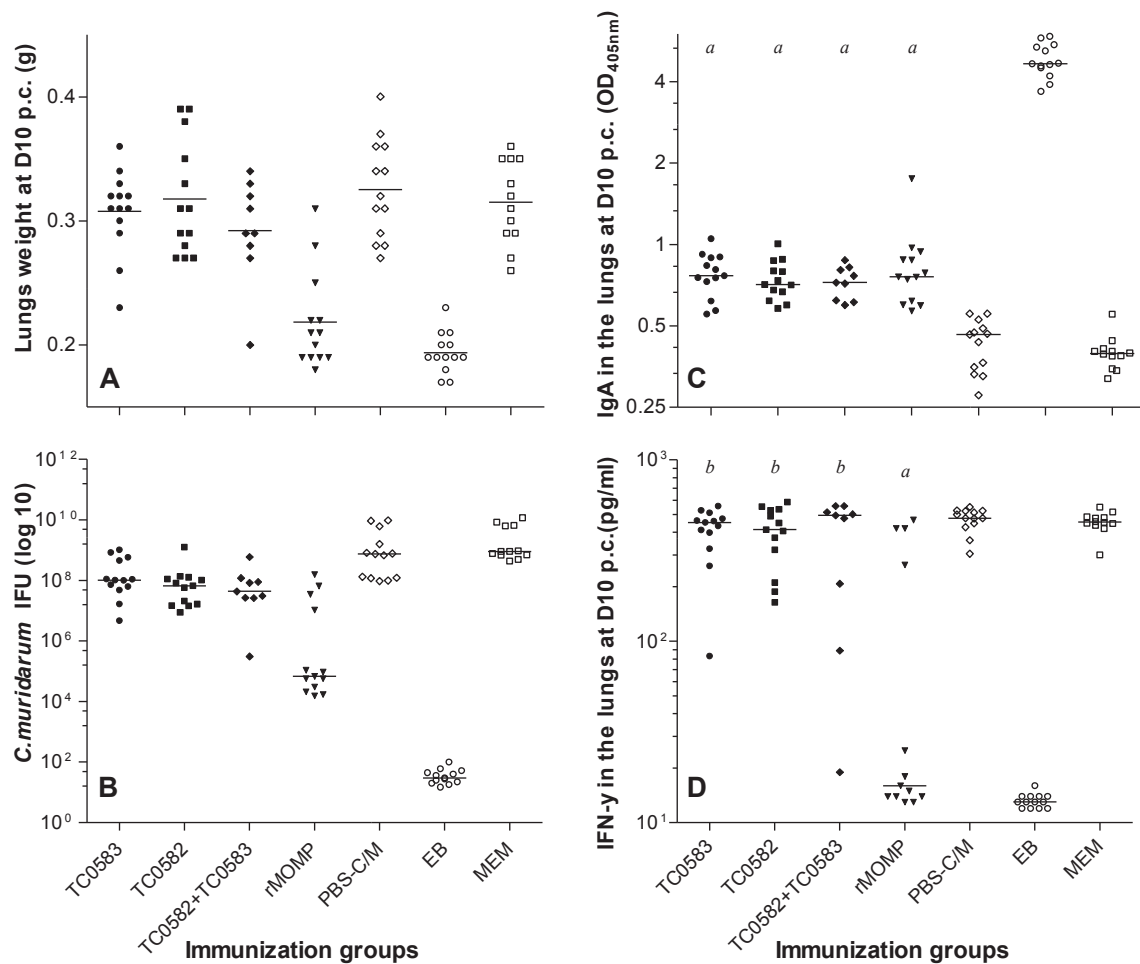 Lungs weight at D10 p.c. (g)
0.4
0.3
0.2
A
IgA in the lungs at D10 p.c. (OD405nm)
a a a a
4
2
1
0.5
0.25
C
C.muridarum IFU (log 10)
10^12
10^10
10^8
10^6
10^4
10^2
10^0
B
TC0583
TC0582
TC0582+TC0583
rMOMP
PBS-C/M
EB
MEM
Immunization groups
IFN-y in the lungs at D10 p.c.(pg/ml)
b b b a
10^3
10^2
10^1
D
TC0583
TC0582
TC0582+TC0583
rMOMP
PBS-C/M
EB
MEM
Immunization groups